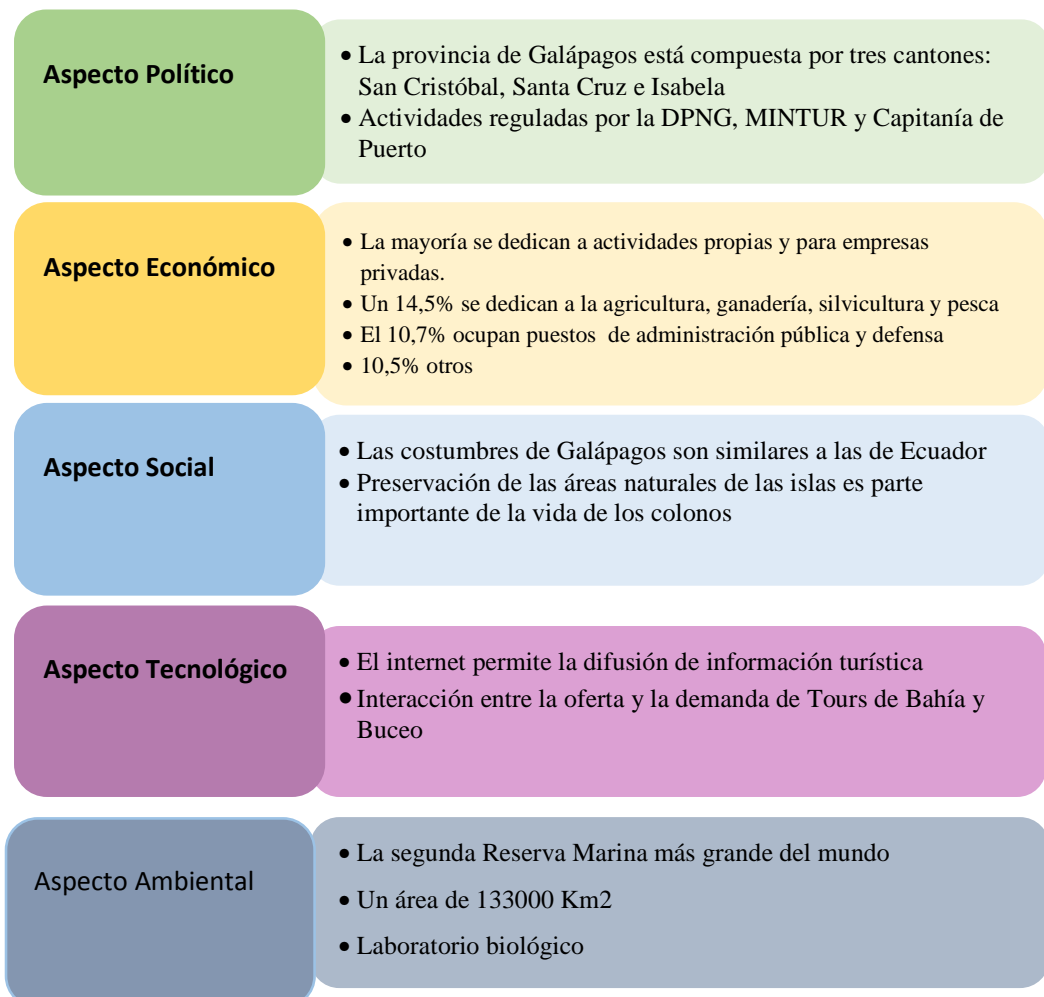 Aspecto Político
• La provincia de Galápagos está compuesta por tres cantones:
San Cristóbal, Santa Cruz e Isabela
• Actividades reguladas por la DPNG, MINTUR y Capitanía de
Puerto
Aspecto Económico
• La mayoría se dedican a actividades propias y para empresas
privadas.
• Un 14,5% se dedican a la agricultura, ganadería, silvicultura y pesca
• El 10,7% ocupan puestos de administración pública y defensa
• 10,5% otros
Aspecto Social
• Las costumbres de Galápagos son similares a las de Ecuador
• Preservación de las áreas naturales de las islas es parte
importante de la vida de los colonos
Aspecto Tecnológico
• El internet permite la difusión de información turística
• Interacción entre la oferta y la demanda de Tours de Bahía y
Buceo
Aspecto Ambiental
• La segunda Reserva Marina más grande del mundo
• Un área de 133000 Km2
• Laboratorio biológico